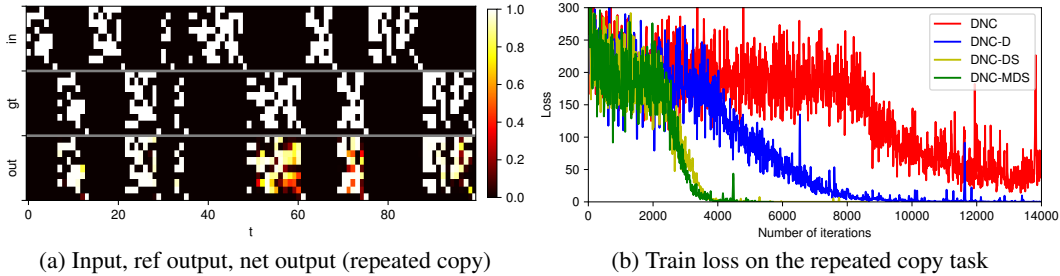 in
gt
out
0 20 40 60 80
t
1.0
0.8
0.6
0.4
0.2
0.0
(a) Input, ref output, net output (repeated copy)
300
250
200
150
100
50
0
Loss
0 2000 4000 6000 8000 10000 12000 14000
Number of iterations
DNC
DNC-D
DNC-DS
DNC-MDS
(b) Train loss on the repeated copy task